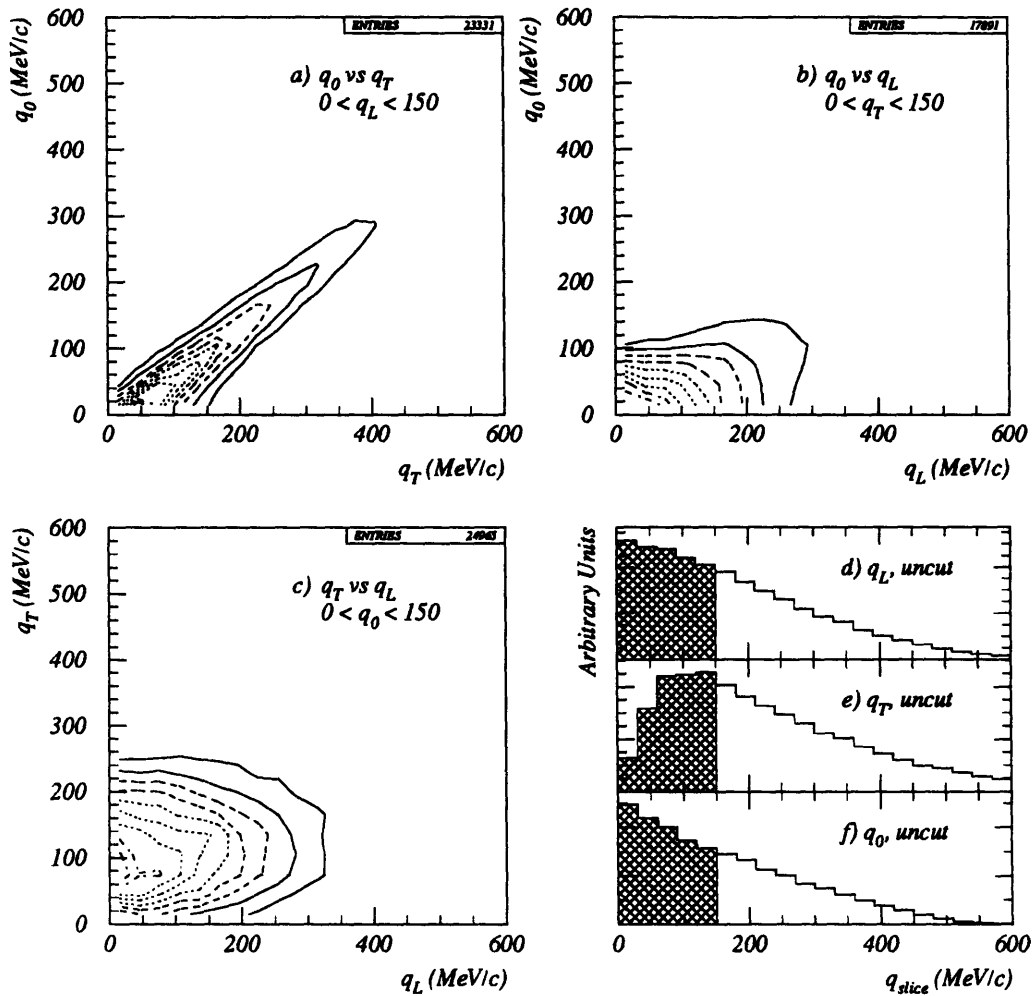 600
500
400
300
200
100
0
q0 (MeV/c)
ENTRIES 23331
a) q0 vs qT
0 < qL < 150
0 200 400 600
qT (MeV/c)
600
500
400
300
200
100
0
q0 (MeV/c)
ENTRIES 17891
b) q0 vs qL
0 < qT < 150
0 200 400 600
qL (MeV/c)
600
500
400
300
200
100
0
qT (MeV/c)
ENTRIES 24965
c) qT vs qL
0 < q0 < 150
0 200 400 600
qL (MeV/c)
Arbitrary Units
d) qL, uncut
e) qT, uncut
f) q0, uncut
0 200 400 600
qslice (MeV/c)